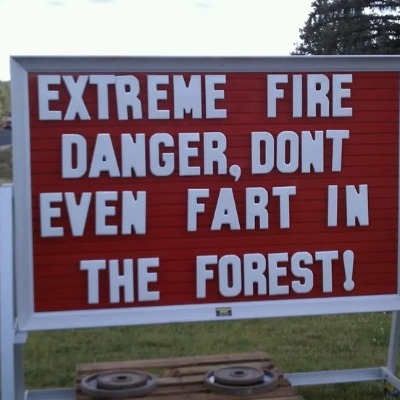 EXTREME FIRE
DANGER, DONT
EVEN FART IN
THE FOREST!